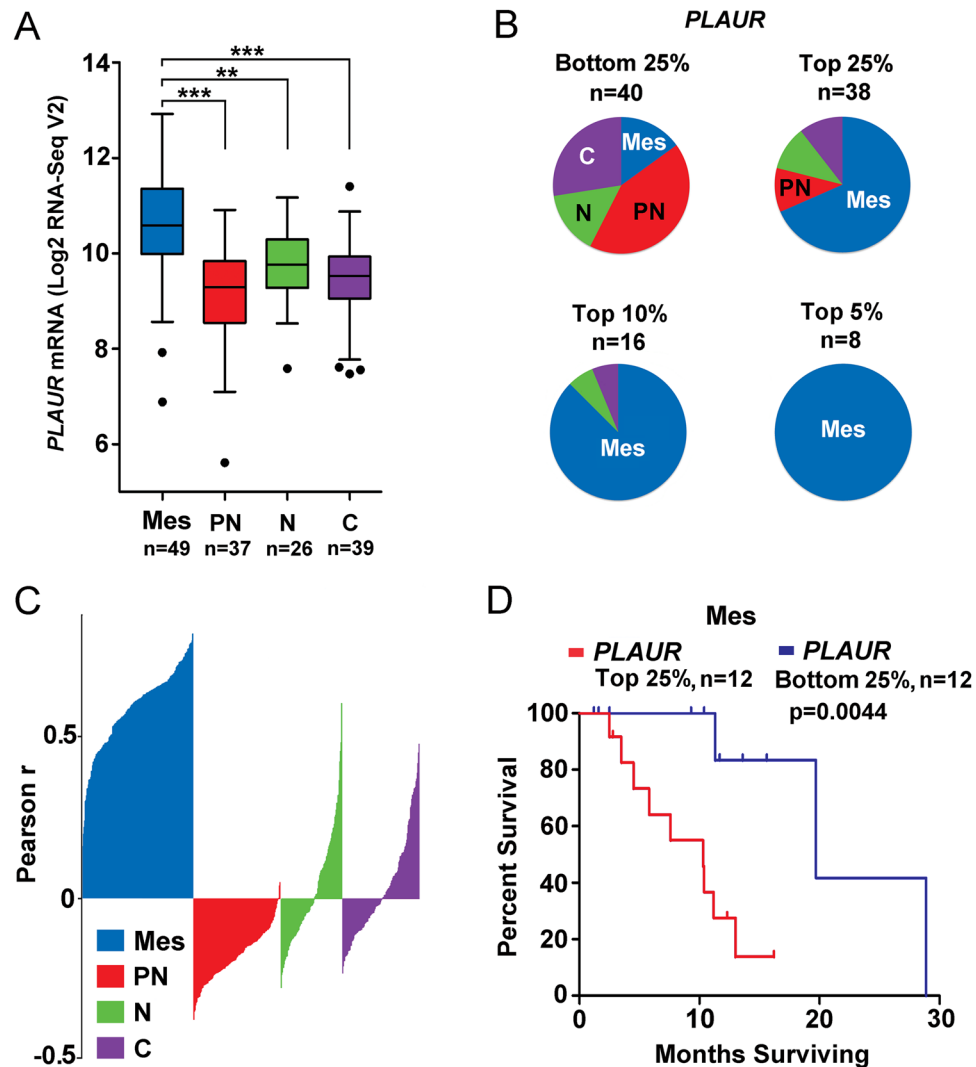 A
PLAUR mRNA (Log2 RNA-Seq V2)
14
12
10
8
6
***
**
***
Mes
n=49
PN
n=37
N
n=26
C
n=39
B
PLAUR
Bottom 25%
n=40
C
Mes
N
PN
Top 25%
n=38
PN
Mes
Top 10%
n=16
Mes
Top 5%
n=8
Mes
C
Pearson r
0.5
0
-0.5
Mes
PN
N
C
D
Mes
PLAUR
Top 25%, n=12
PLAUR
Bottom 25%, n=12
p=0.0044
Percent Survival
100
80
60
40
20
0
0 10 20 30
Months Surviving